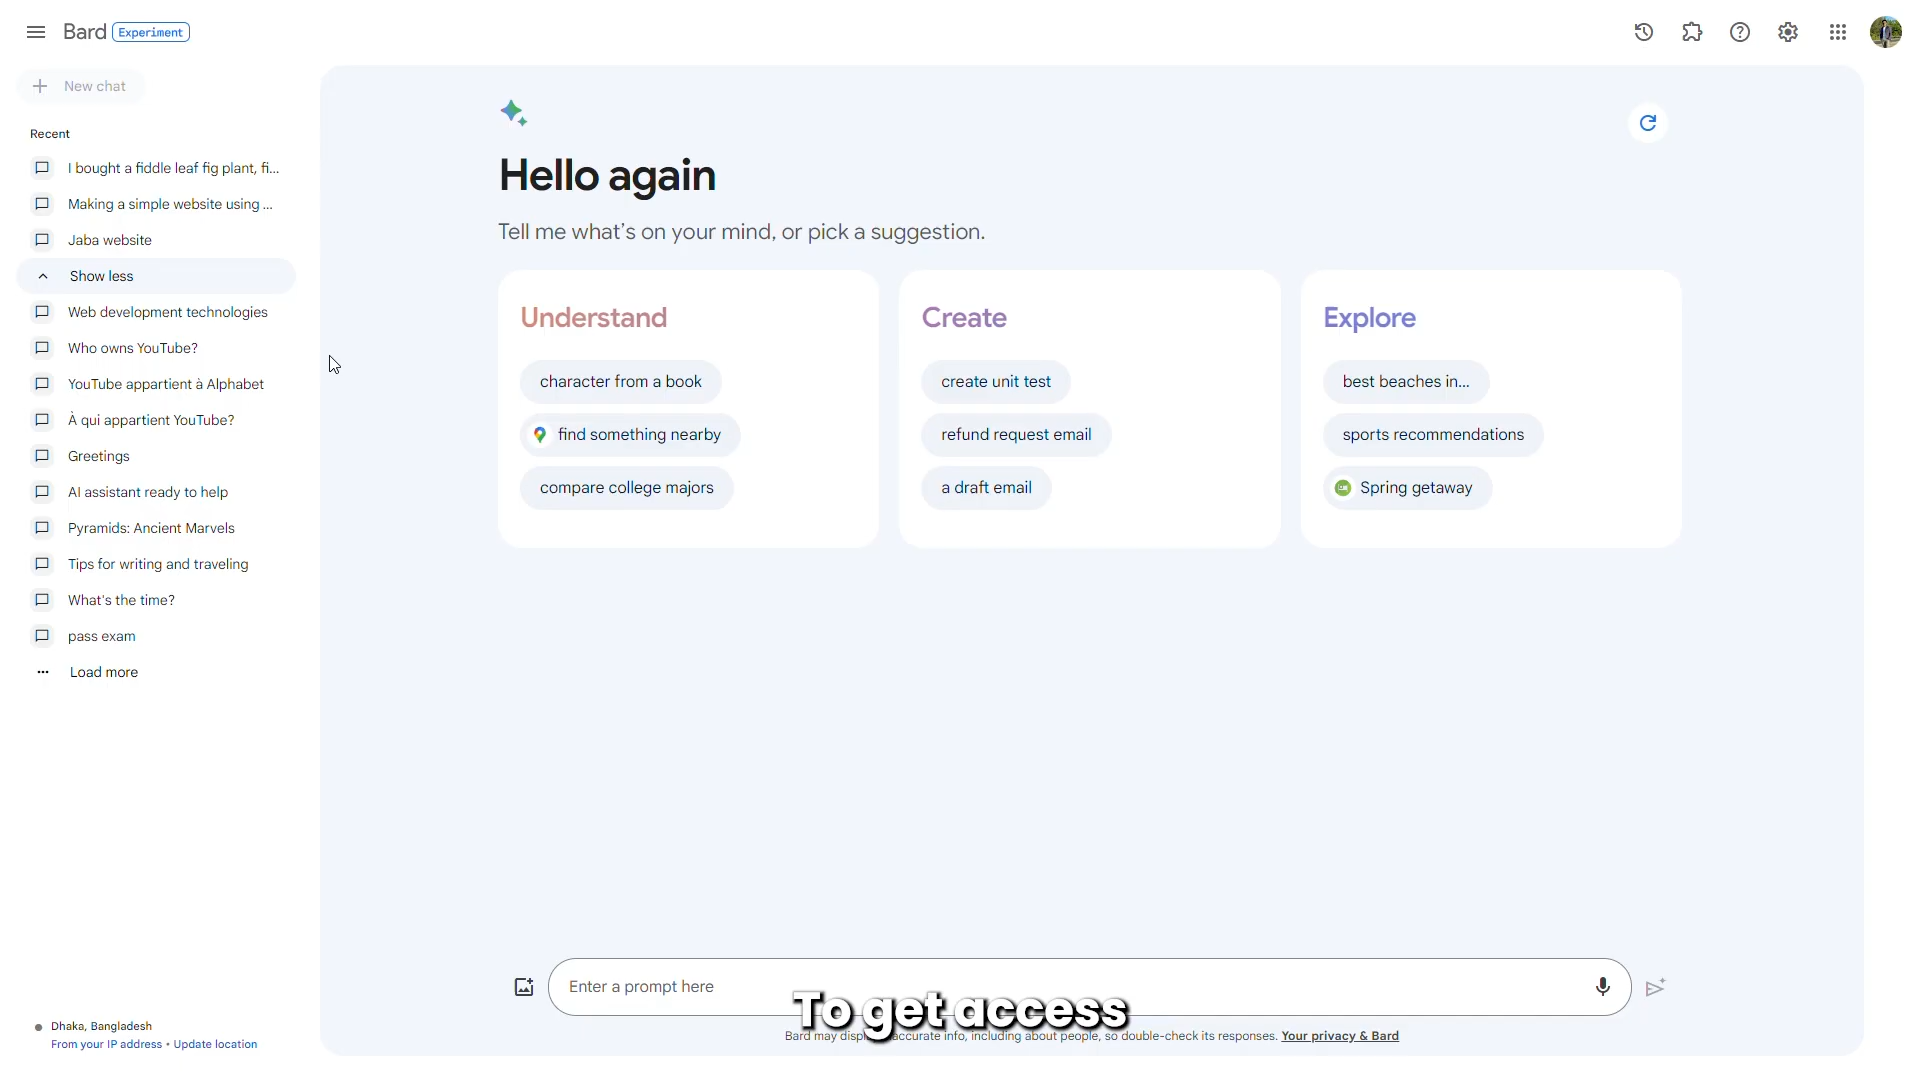 Bard Experiment
New chat
Recent
I bought a fiddle leaf fig plant, fi...
Making a simple website using ...
Jaba website
Show less
Web development technologies
Who owns YouTube?
YouTube appartient à Alphabet
À qui appartient YouTube?
Greetings
AI assistant ready to help
Pyramids: Ancient Marvels
Tips for writing and traveling
What's the time?
pass exam
Load more
Dhaka, Bangladesh
From your IP address • Update location
Hello again
Tell me what's on your mind, or pick a suggestion.
Understand
character from a book
find something nearby
compare college majors
Create
create unit test
refund request email
a draft email
Explore
best beaches in...
sports recommendations
Spring getaway
Enter a prompt here
To get access
Bard may accurate info, including about people, so double-check its responses. Your privacy & Bard